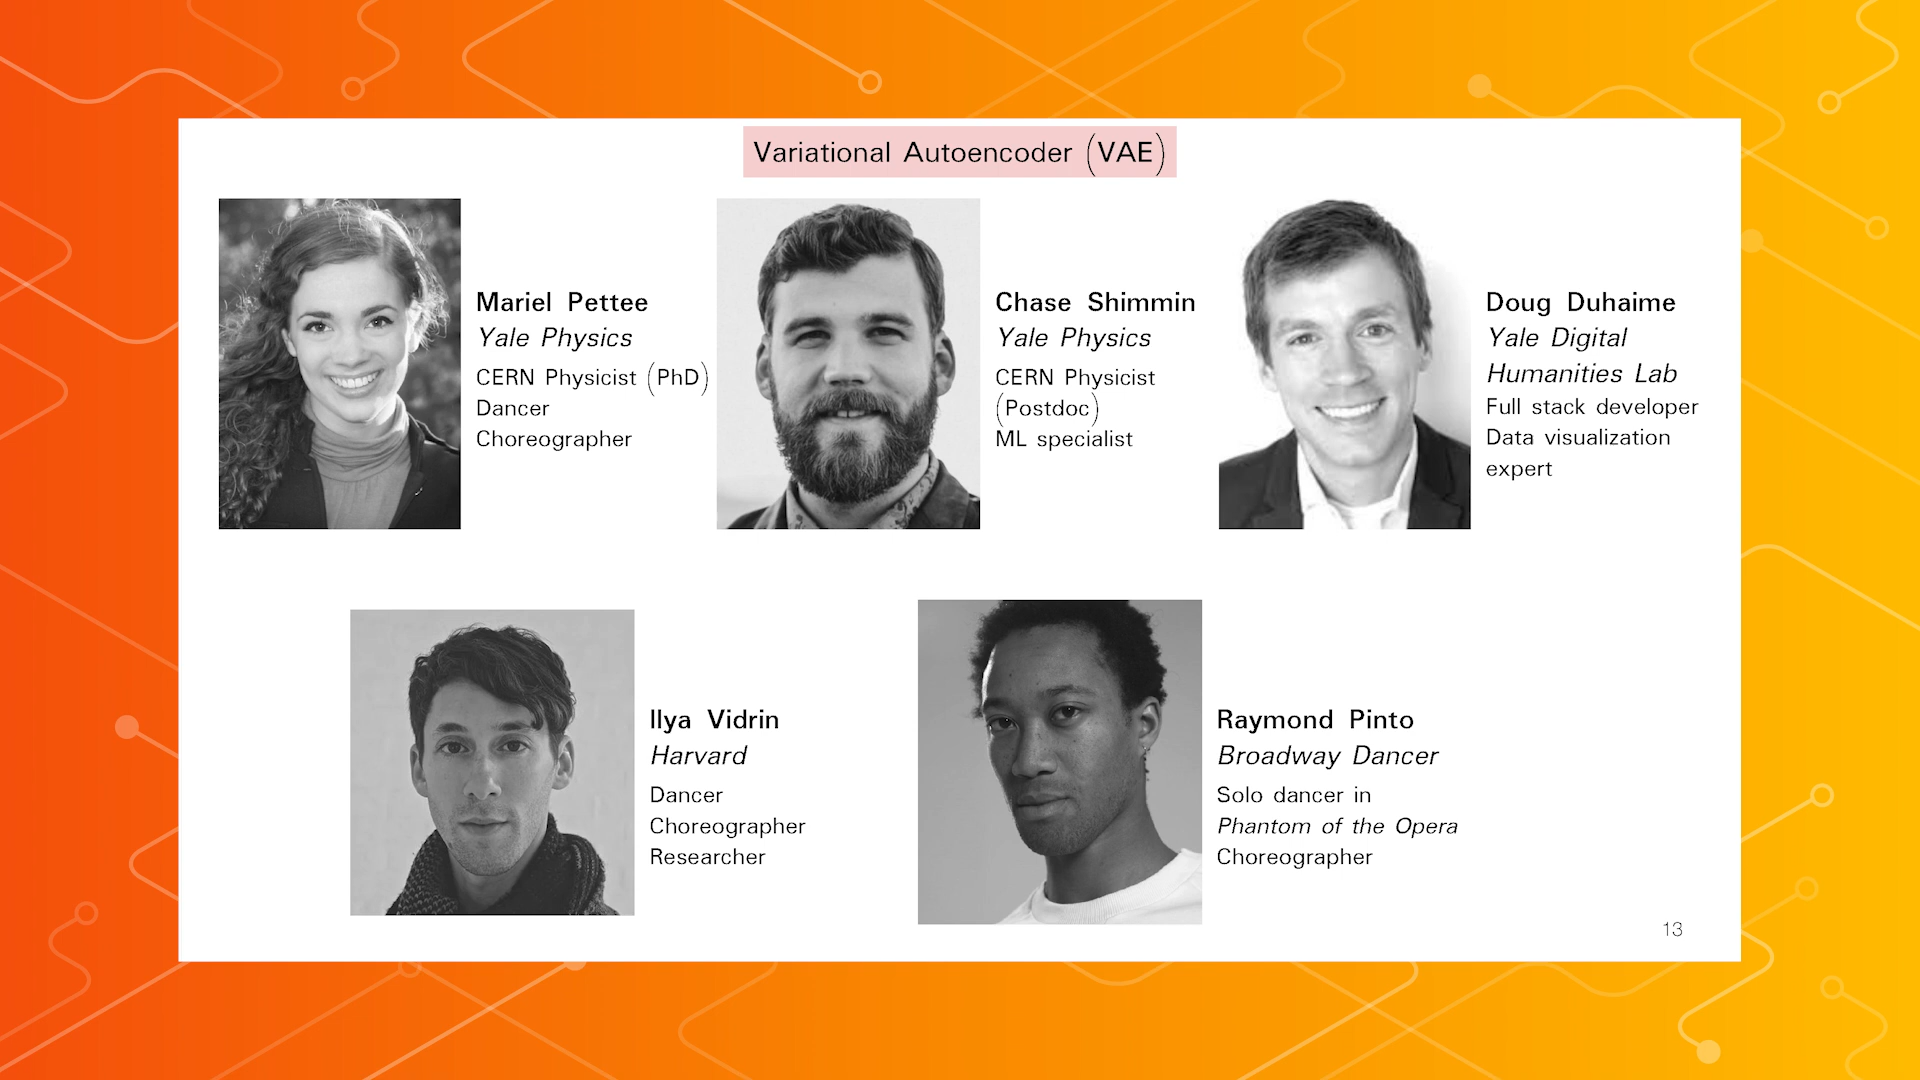 Variational Autoencoder (VAE)
Mariel Pettee
Yale Physics
CERN Physicist (PhD)
Dancer
Choreographer
Chase Shimmin
Yale Physics
CERN Physicist
(Postdoc)
ML specialist
Doug Duhaime
Yale Digital
Humanities Lab
Full stack developer
Data visualization
expert
Ilya Vidrin
Harvard
Dancer
Choreographer
Researcher
Raymond Pinto
Broadway Dancer
Solo dancer in
Phantom of the Opera
Choreographer
13